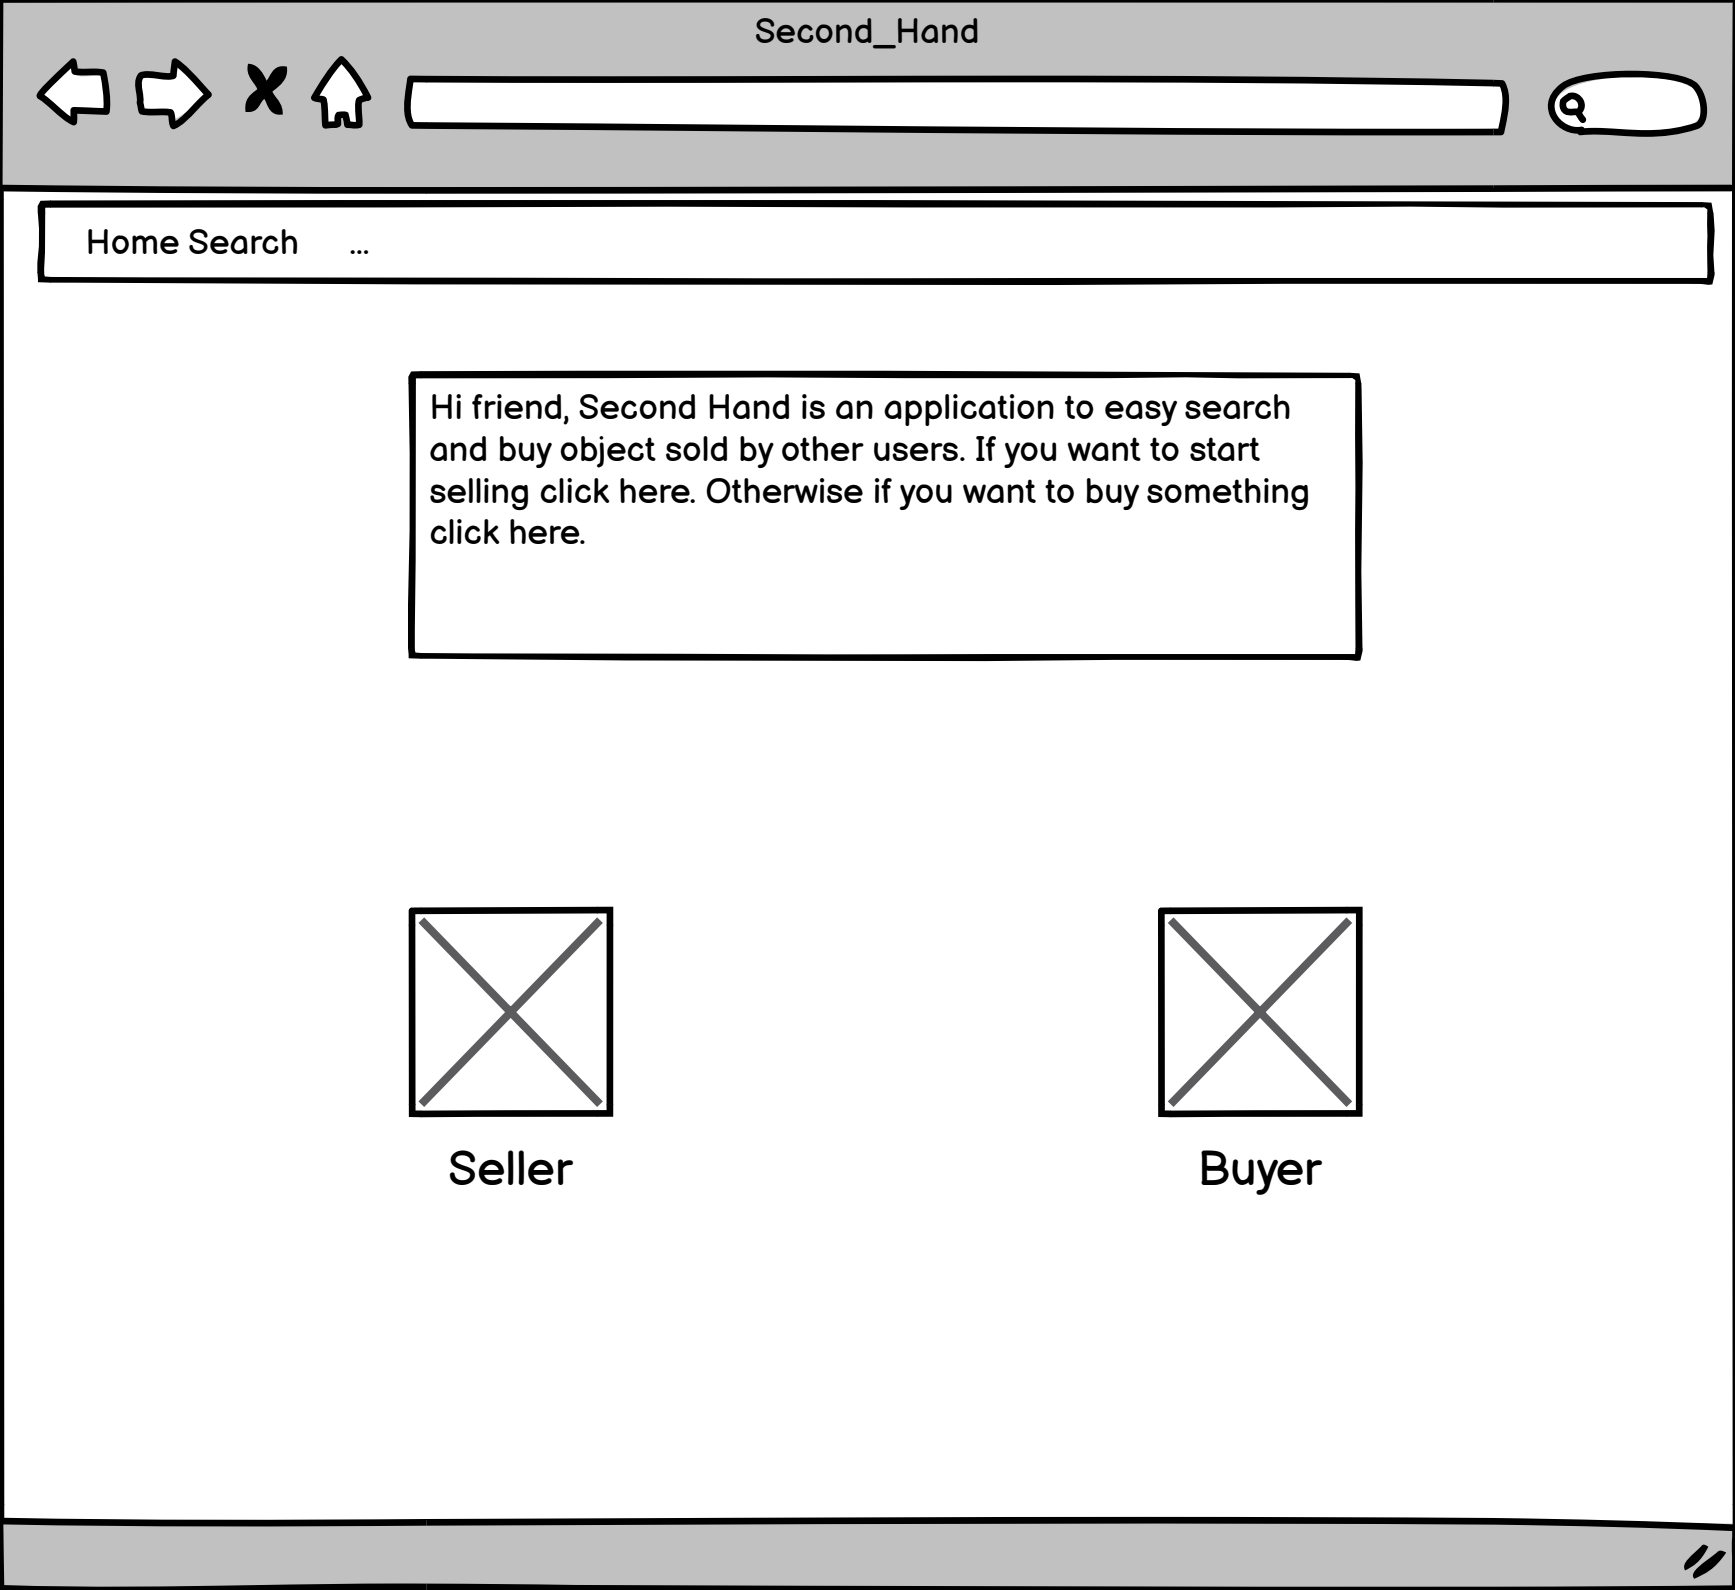 Second_Hand
Home Search ...
Hi friend, Second Hand is an application to easy search
and buy object sold by other users. If you want to start
selling click here. Otherwise if you want to buy something
click here.
Seller
Buyer